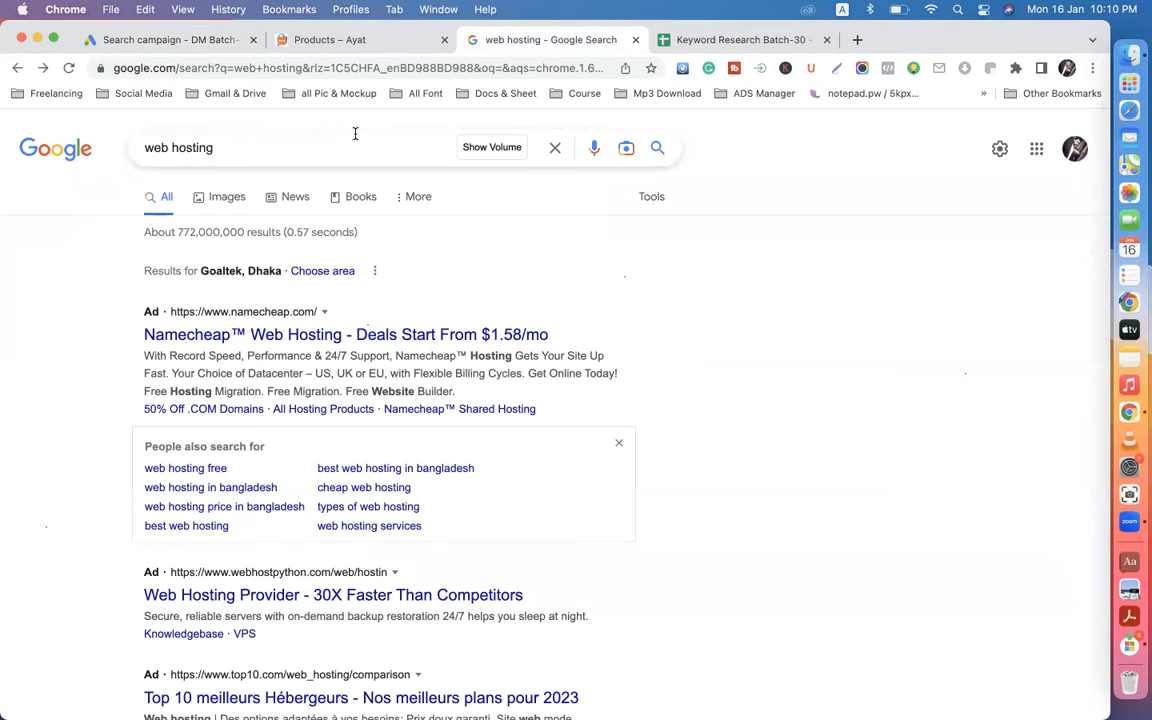 Chrome File Edit View History Bookmarks Profiles Tab Window Help A Mon 16 Jan 10:10 PM
Search campaign - DM Batch- Products – Ayat web hosting - Google Search Keyword Research Batch-30 -
google.com/search?q=web+hosting&rlz=1C5CHFA_enBD988BD988&oq=&aqs=chrome.1.6...
Freelancing Social Media Gmail & Drive all Pic & Mockup All Font Docs & Sheet Course Mp3 Download ADS Manager notepad.pw / 5kpx... » Other Bookmarks
Google web hosting Show Volume
All Images News Books More Tools
About 772,000,000 results (0.57 seconds)
Results for Goaltek, Dhaka · Choose area
Ad · https://www.namecheap.com/
Namecheap™ Web Hosting - Deals Start From $1.58/mo
With Record Speed, Performance & 24/7 Support, Namecheap™ Hosting Gets Your Site Up
Fast. Your Choice of Datacenter – US, UK or EU, with Flexible Billing Cycles. Get Online Today!
Free Hosting Migration. Free Migration. Free Website Builder.
50% Off .COM Domains · All Hosting Products · Namecheap™ Shared Hosting
People also search for
web hosting free best web hosting in bangladesh
web hosting in bangladesh cheap web hosting
web hosting price in bangladesh types of web hosting
best web hosting web hosting services
Ad · https://www.webhostpython.com/web/hostin
Web Hosting Provider - 30X Faster Than Competitors
Secure, reliable servers with on-demand backup restoration 24/7 helps you sleep at night.
Knowledgebase · VPS
Ad · https://www.top10.com/web_hosting/comparison
Top 10 meilleurs Hébergeurs - Nos meilleurs plans pour 2023
Web hosting | Des options adaptées à vos besoins: Prix doux garanti, Site web mode